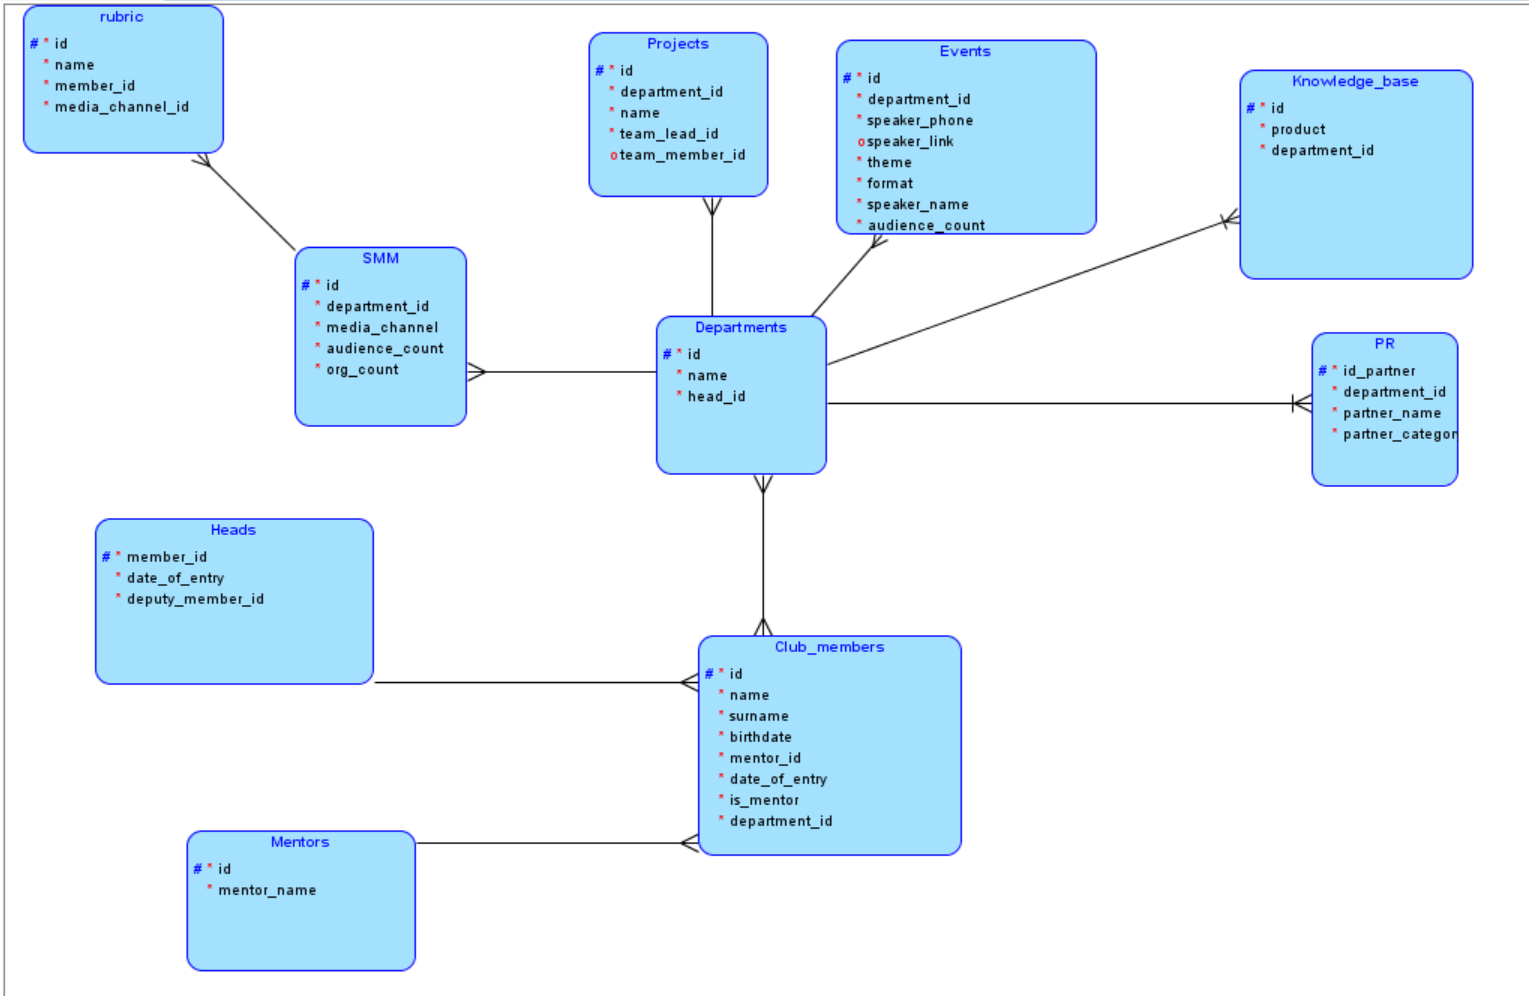 rubric
# * id
* name
* member_id
* media_channel_id
Projects
# * id
* department_id
* name
* team_lead_id
o team_member_id
Events
# * id
* department_id
* speaker_phone
o speaker_link
* theme
* format
* speaker_name
* audience_count
Knowledge_base
# * id
* product
* department_id
SMM
# * id
* department_id
* media_channel
* audience_count
* org_count
Departments
# * id
* name
* head_id
PR
# * id_partner
* department_id
* partner_name
* partner_categor
Heads
# * member_id
* date_of_entry
* deputy_member_id
Club_members
# * id
* name
* surname
* birthdate
* mentor_id
* date_of_entry
* is_mentor
* department_id
Mentors
# * id
* mentor_name